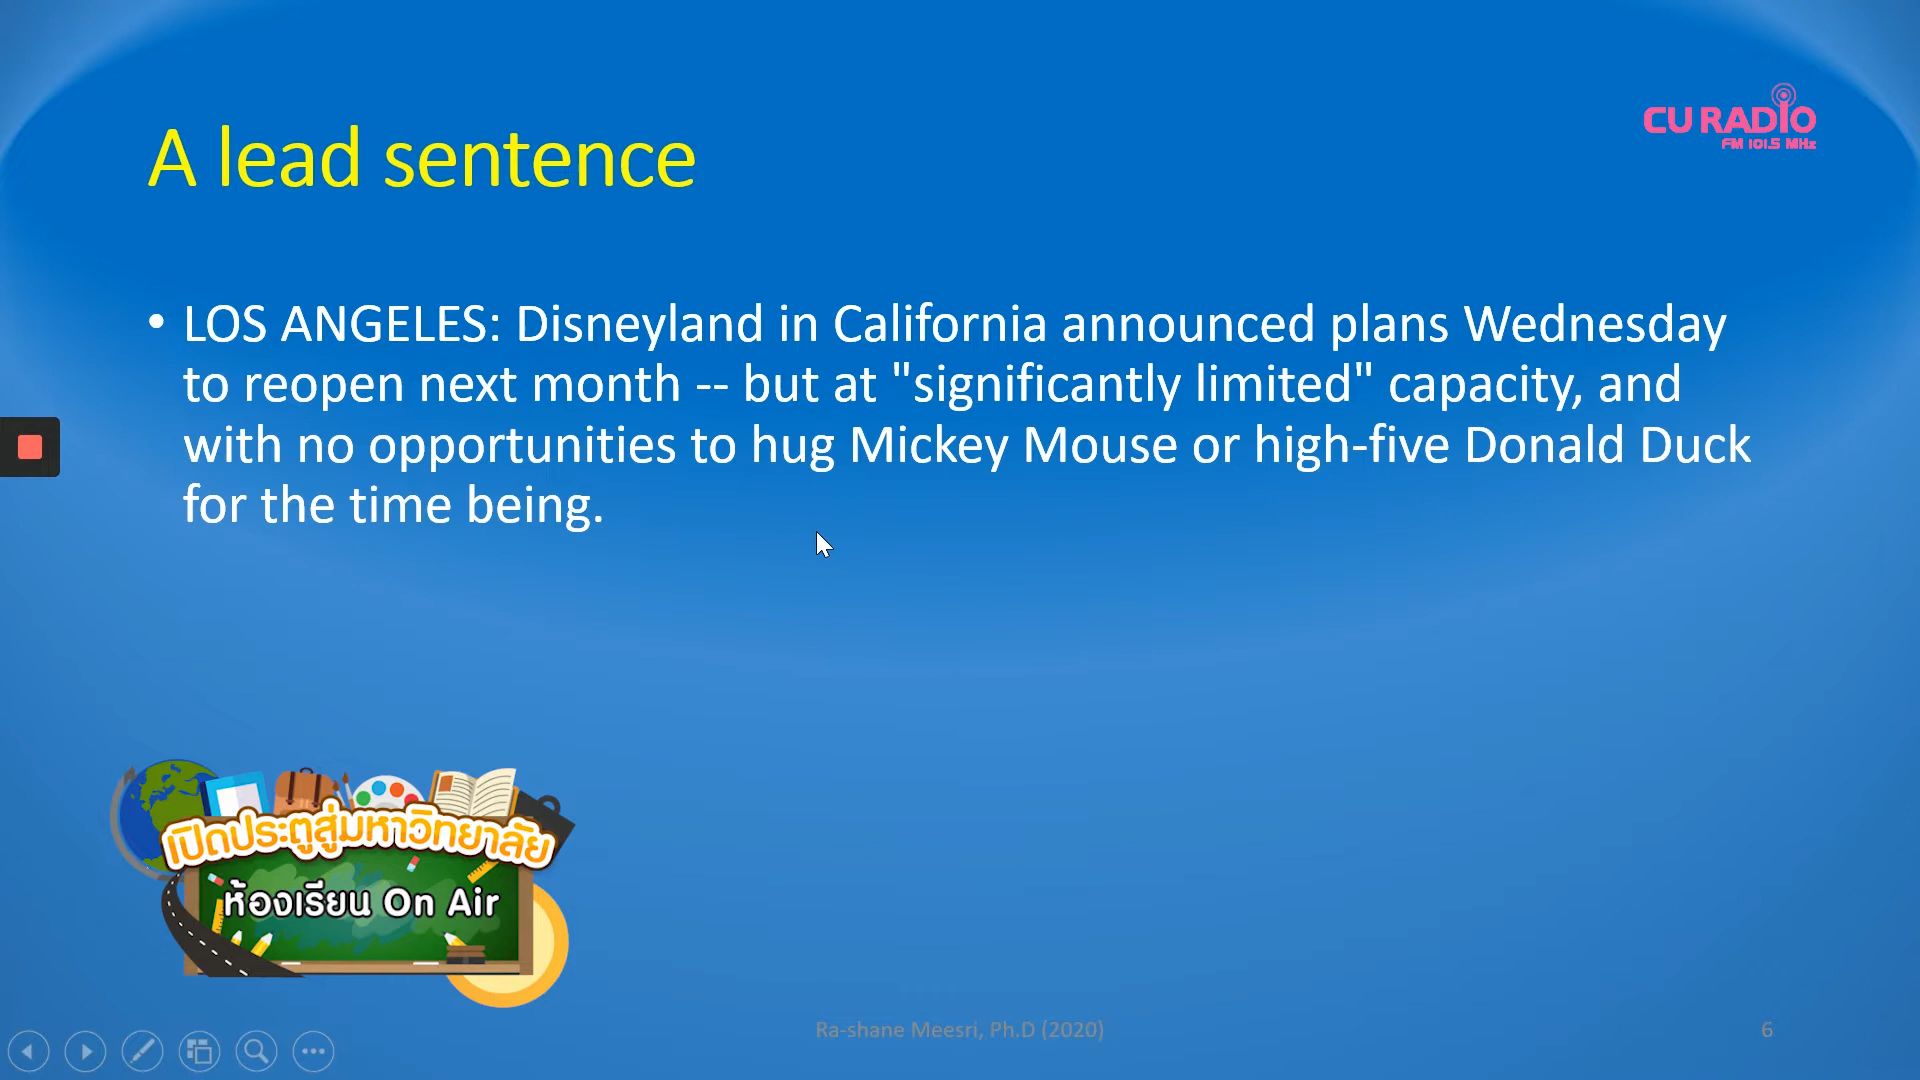 CU RADIO
FM 101.5 MHz
A lead sentence
• LOS ANGELES: Disneyland in California announced plans Wednesday
to reopen next month -- but at "significantly limited" capacity, and
with no opportunities to hug Mickey Mouse or high-five Donald Duck
for the time being.
เปิดประตูสู่มหาวิทยาลัย
ห้องเรียน On Air
Ra-shane Meesri, Ph.D (2020)
6